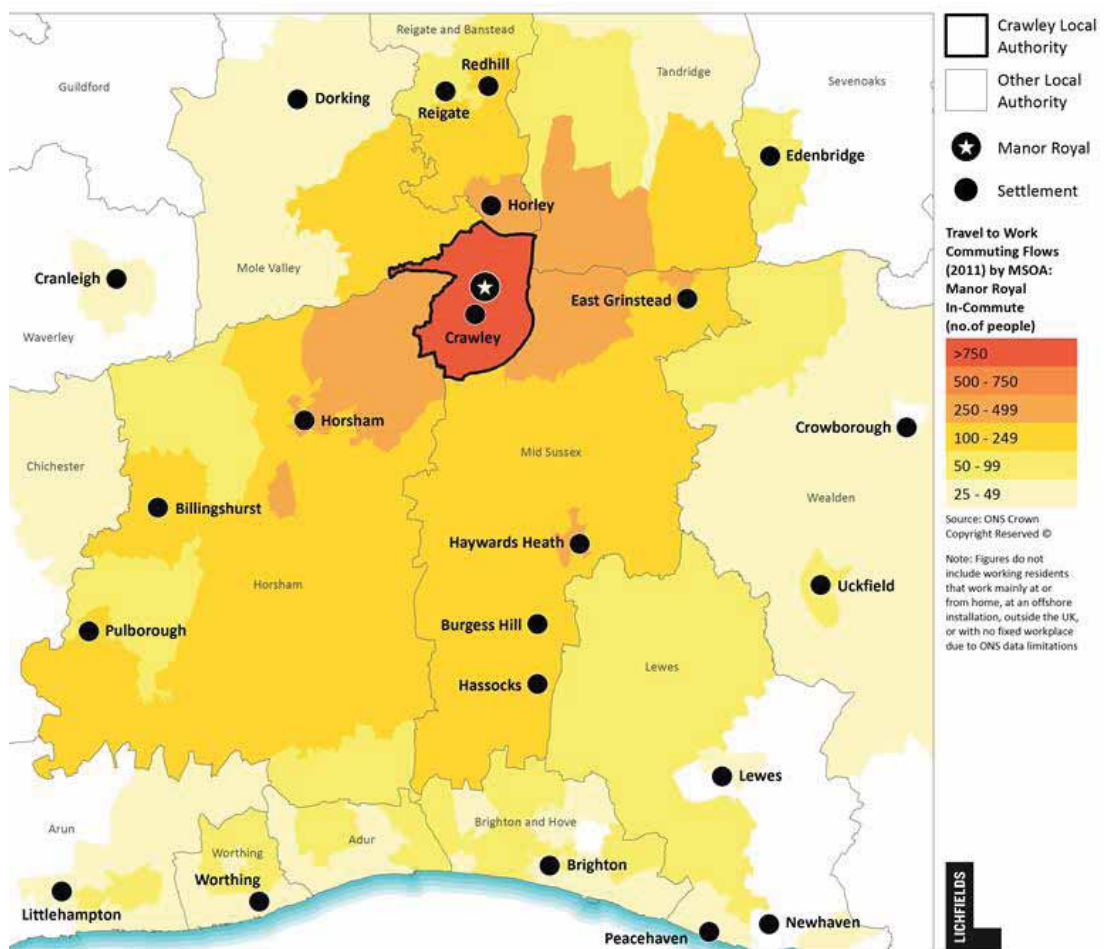 Reigate and Banstead
Redhill
Tandridge
Sevenoaks
Guildford
Dorking
Reigate
Edenbridge
Horley
Cranleigh
Mole Valley
East Grinstead
Waverley
Crawley
Horsham
Crowborough
Chichester
Mid Sussex
Billingshurst
Wealden
Haywards Heath
Horsham
Uckfield
Pulborough
Burgess Hill
Lewes
Hassocks
Lewes
Arun
Brighton and Hove
Worthing
Adur
Brighton
Worthing
Littlehampton
Newhaven
Peacehaven
Crawley Local
Authority
Other Local
Authority
Manor Royal
Settlement
Travel to Work
Commuting Flows
(2011) by MSOA:
Manor Royal
In-Commute
(no.of people)
>750
500 - 750
250 - 499
100 - 249
50 - 99
25 - 49
Source: ONS Crown
Copyright Reserved ©
Note: Figures do not
include working residents
that work mainly at or
from home, at an offshore
installation, outside the UK,
or with no fixed workplace
due to ONS data limitations
LICHFIELDS